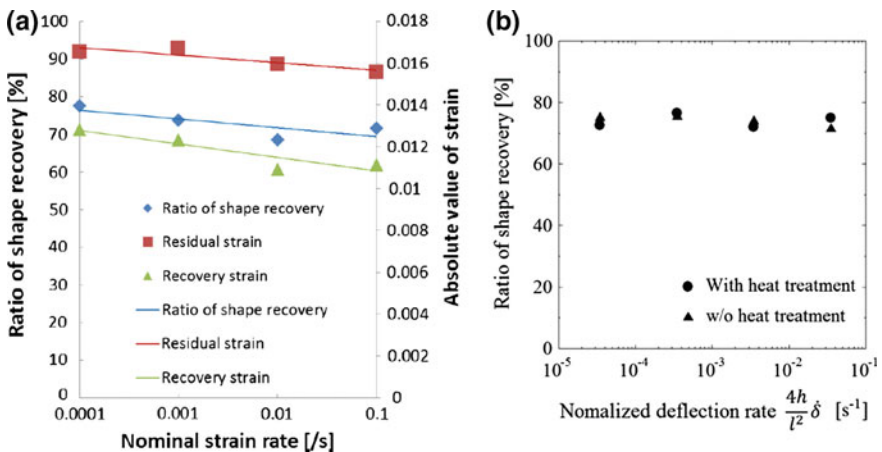 (a)
Ratio of shape recovery [%]
100
90
80
70
60
50
40
30
20
10
0
0.0001
0.001
0.01
0.1
Nominal strain rate [/s]
0.018
0.016
0.014
0.012
0.01
0.008
0.006
0.004
0.002
0
Absolute value of strain
Ratio of shape recovery
Residual strain
Recovery strain
Ratio of shape recovery
Residual strain
Recovery strain
(b)
Ratio of shape recovery [%]
100
80
60
40
20
0
10⁻⁵
10⁻⁴
10⁻³
10⁻²
10⁻¹
With heat treatment
w/o heat treatment
Nomalized deflection rate 4h/l² δ̇ [s⁻¹]